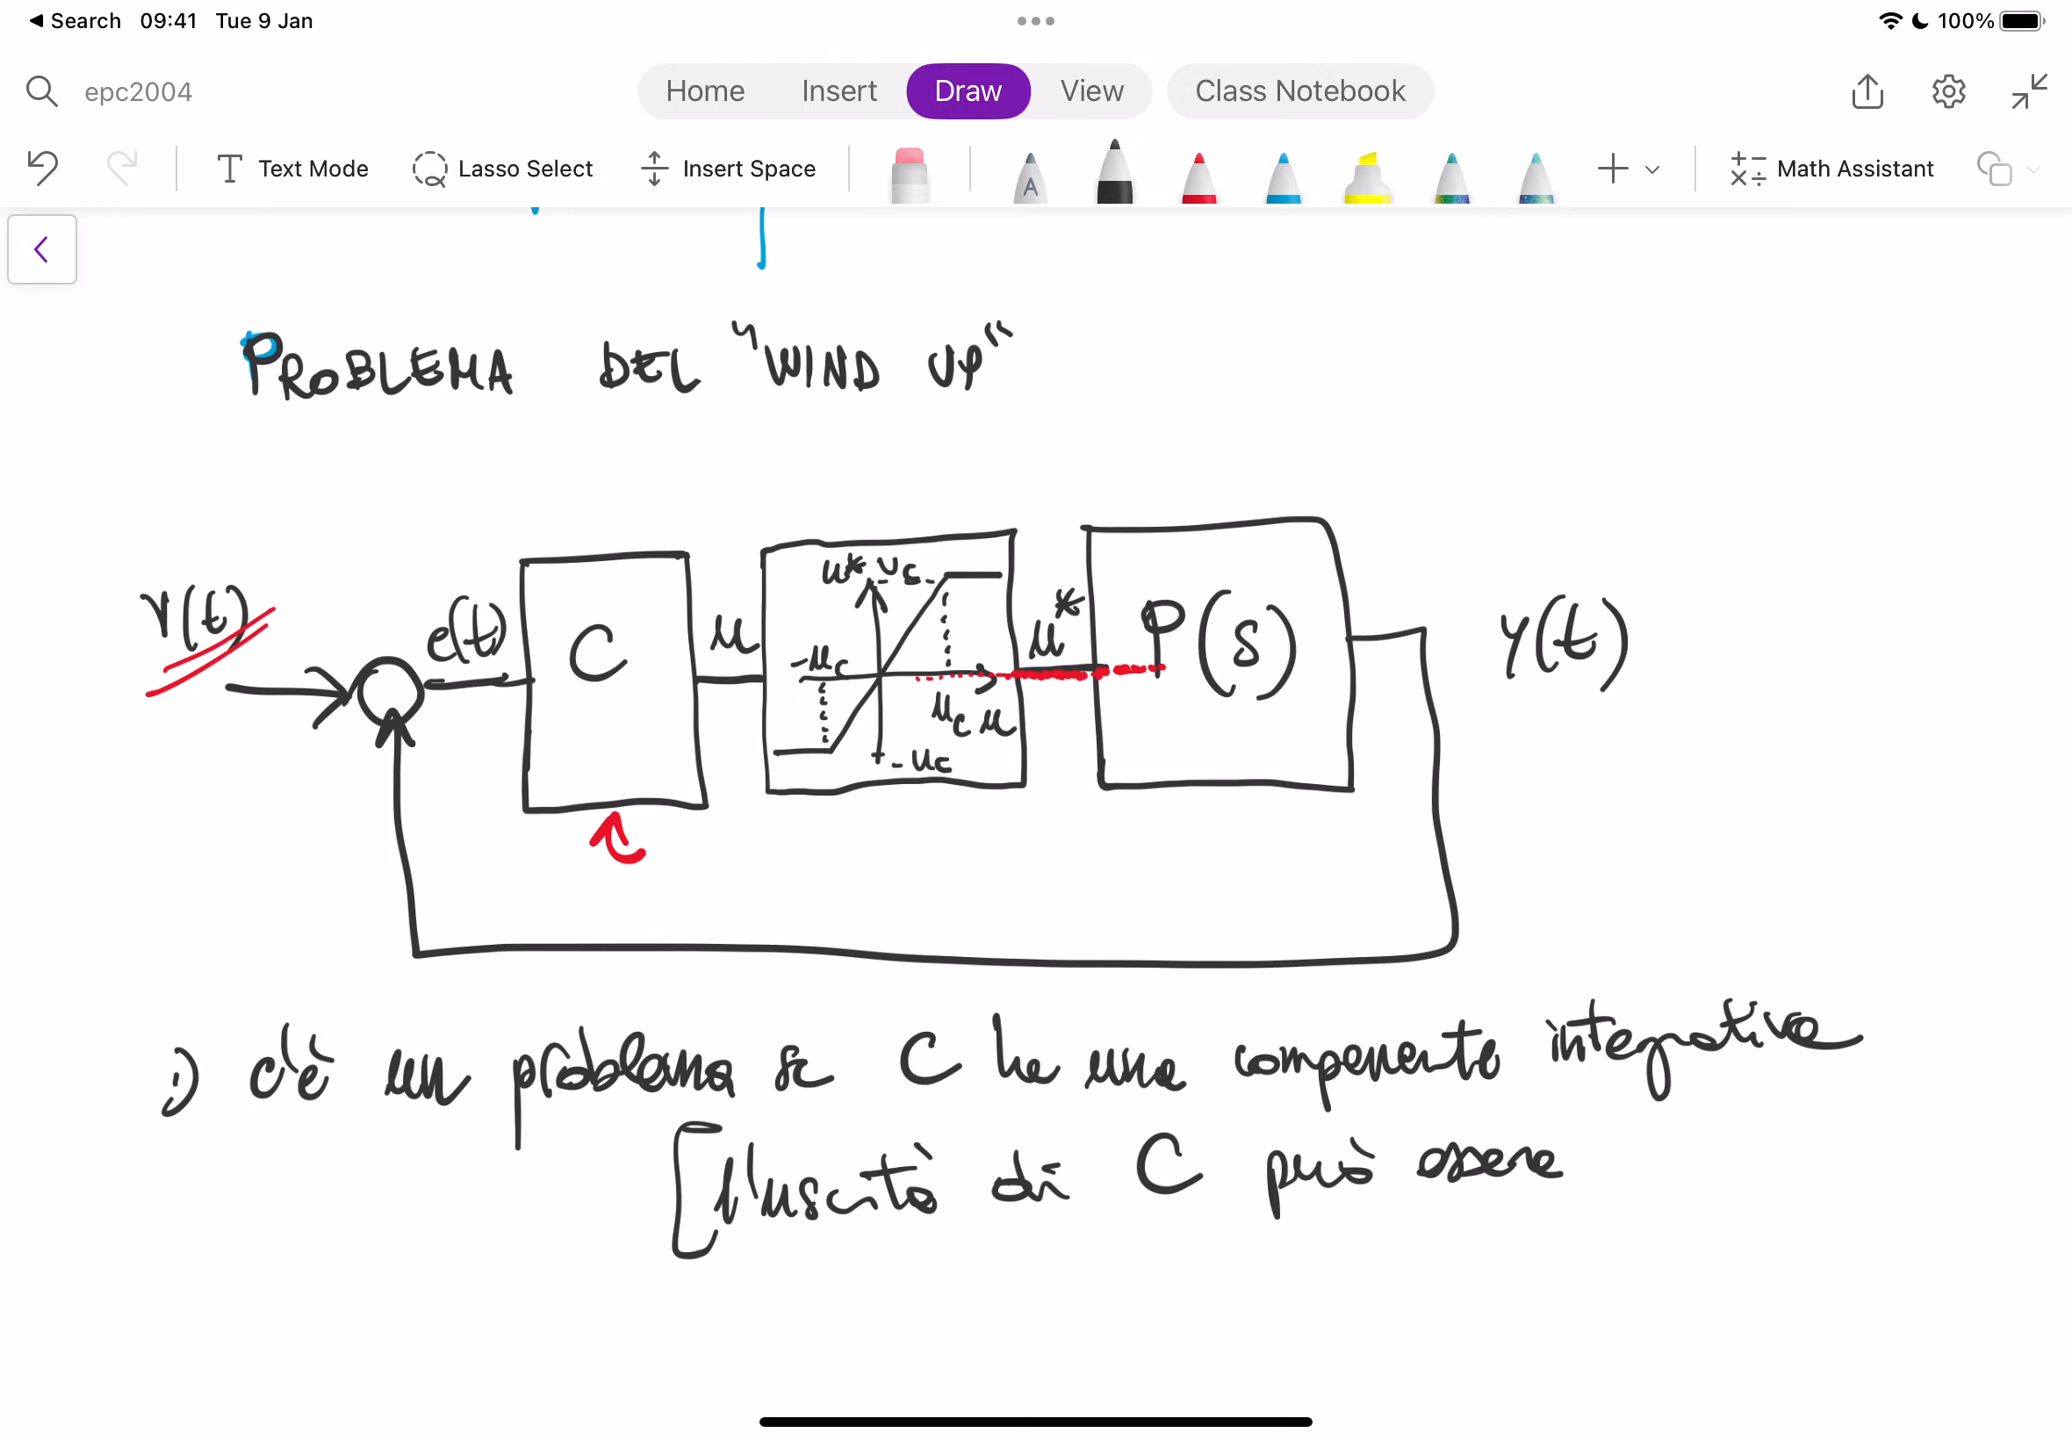 Search 09:41 Tue 9 Jan 100%
epc2004 Home Insert Draw View Class Notebook
Text Mode Lasso Select Insert Space A Math Assistant
PROBLEMA DEL "WIND UP"
r(t)
e(t)
C
u
u* uc
-uc
uc u
-uc
u*
P(s)
y(t)
1) c'è un problema se C ha una componente integrativa
[l'uscità di C può essere